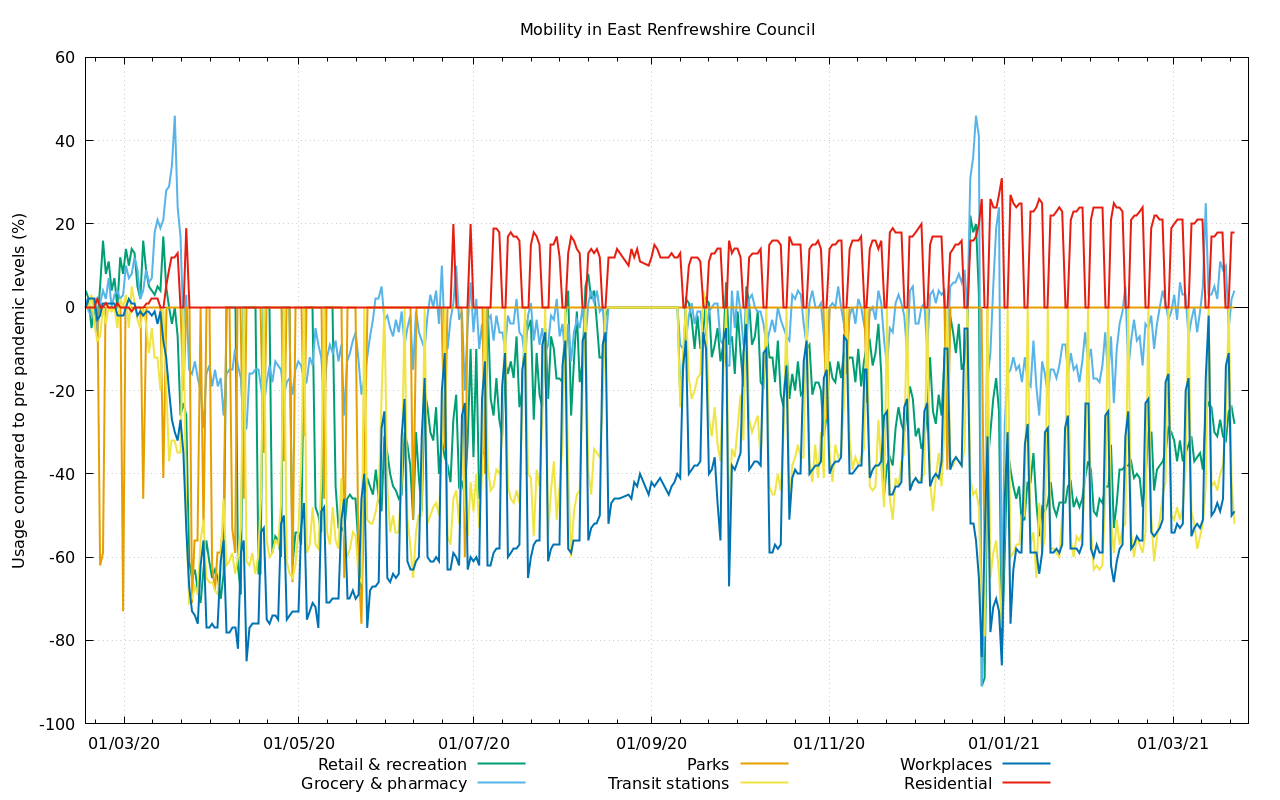 Mobility in East Renfrewshire Council
Usage compared to pre pandemic levels (%)
60
40
20
0
-20
-40
-60
-80
-100
01/03/20 01/05/20 01/07/20 01/09/20 01/11/20 01/01/21 01/03/21
Retail & recreation Parks Workplaces
Grocery & pharmacy Transit stations Residential